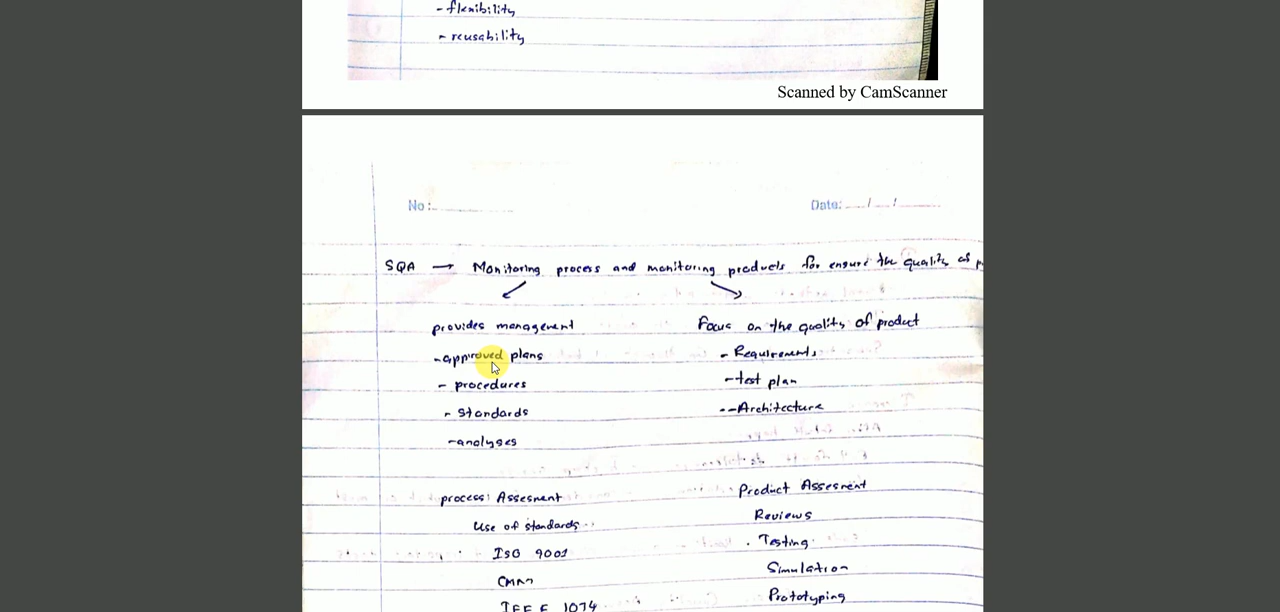 - flexibility
- reusability
Scanned by CamScanner
No :
Date: / /
SQA → Monitoring process and monitoring products for ensure the quality of
provides management
- approved plans
- procedures
- standards
- analyses
Focus on the quality of product
- Requirements
- test plan
- - Architecture
process Assesment
Use of standards
ISO 9001
CMM
IEEE 1074
Product Assesment
Reviews
. Testing
Simulation
Prototyping